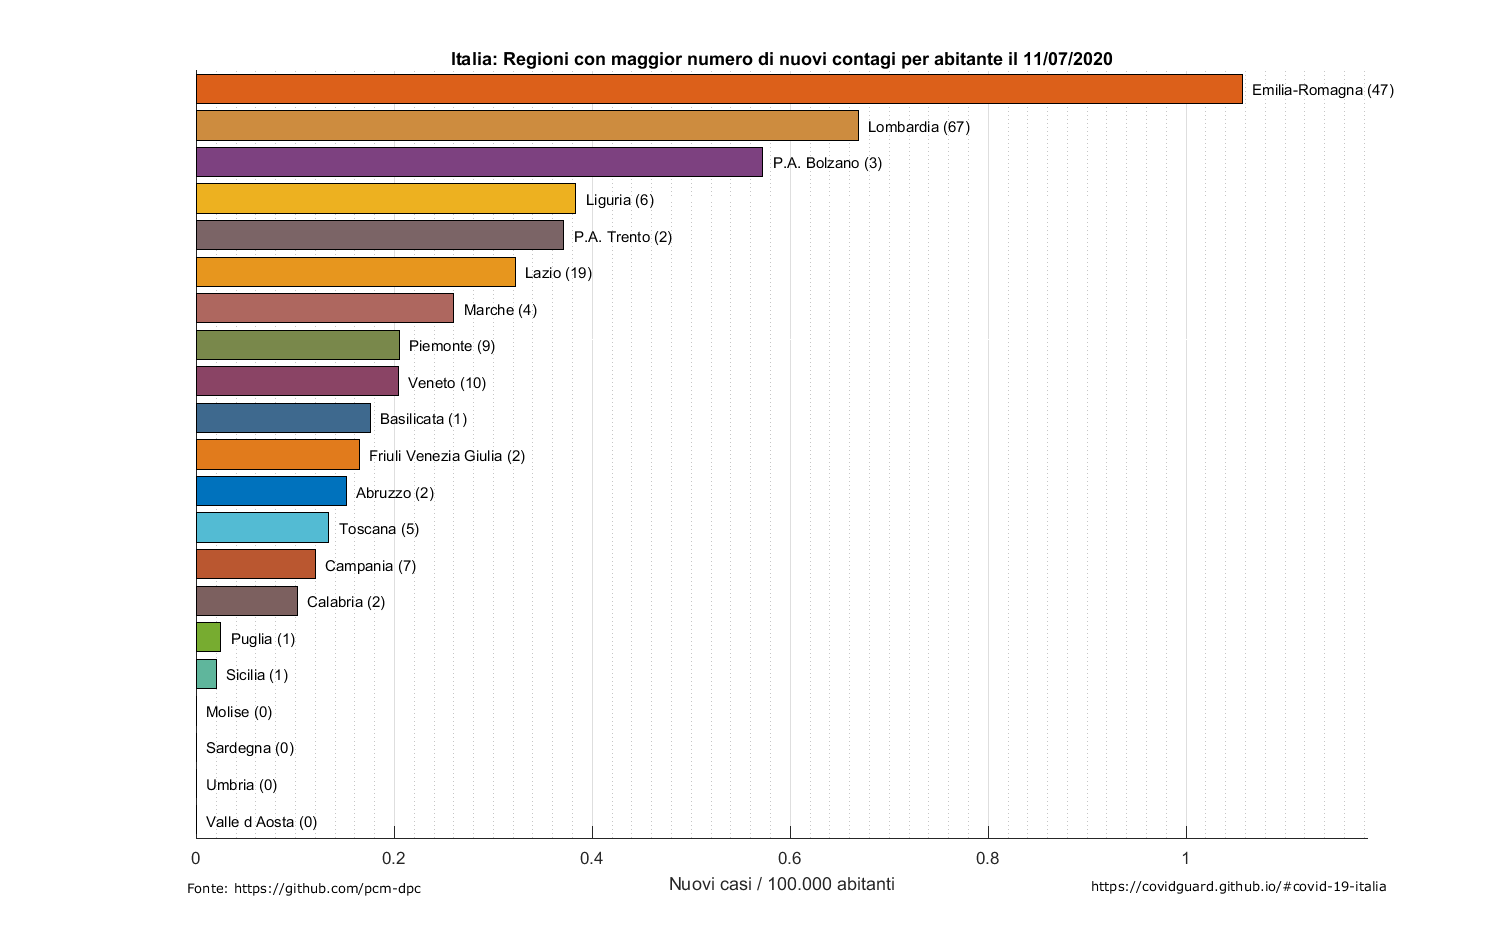 Italia: Regioni con maggior numero di nuovi contagi per abitante il 11/07/2020
Emilia-Romagna (47)
Lombardia (67)
P.A. Bolzano (3)
Liguria (6)
P.A. Trento (2)
Lazio (19)
Marche (4)
Piemonte (9)
Veneto (10)
Basilicata (1)
Friuli Venezia Giulia (2)
Abruzzo (2)
Toscana (5)
Campania (7)
Calabria (2)
Puglia (1)
Sicilia (1)
Molise (0)
Sardegna (0)
Umbria (0)
Valle d Aosta (0)
0 0.2 0.4 0.6 0.8 1
Nuovi casi / 100.000 abitanti
Fonte: https://github.com/pcm-dpc
https://covidguard.github.io/#covid-19-italia